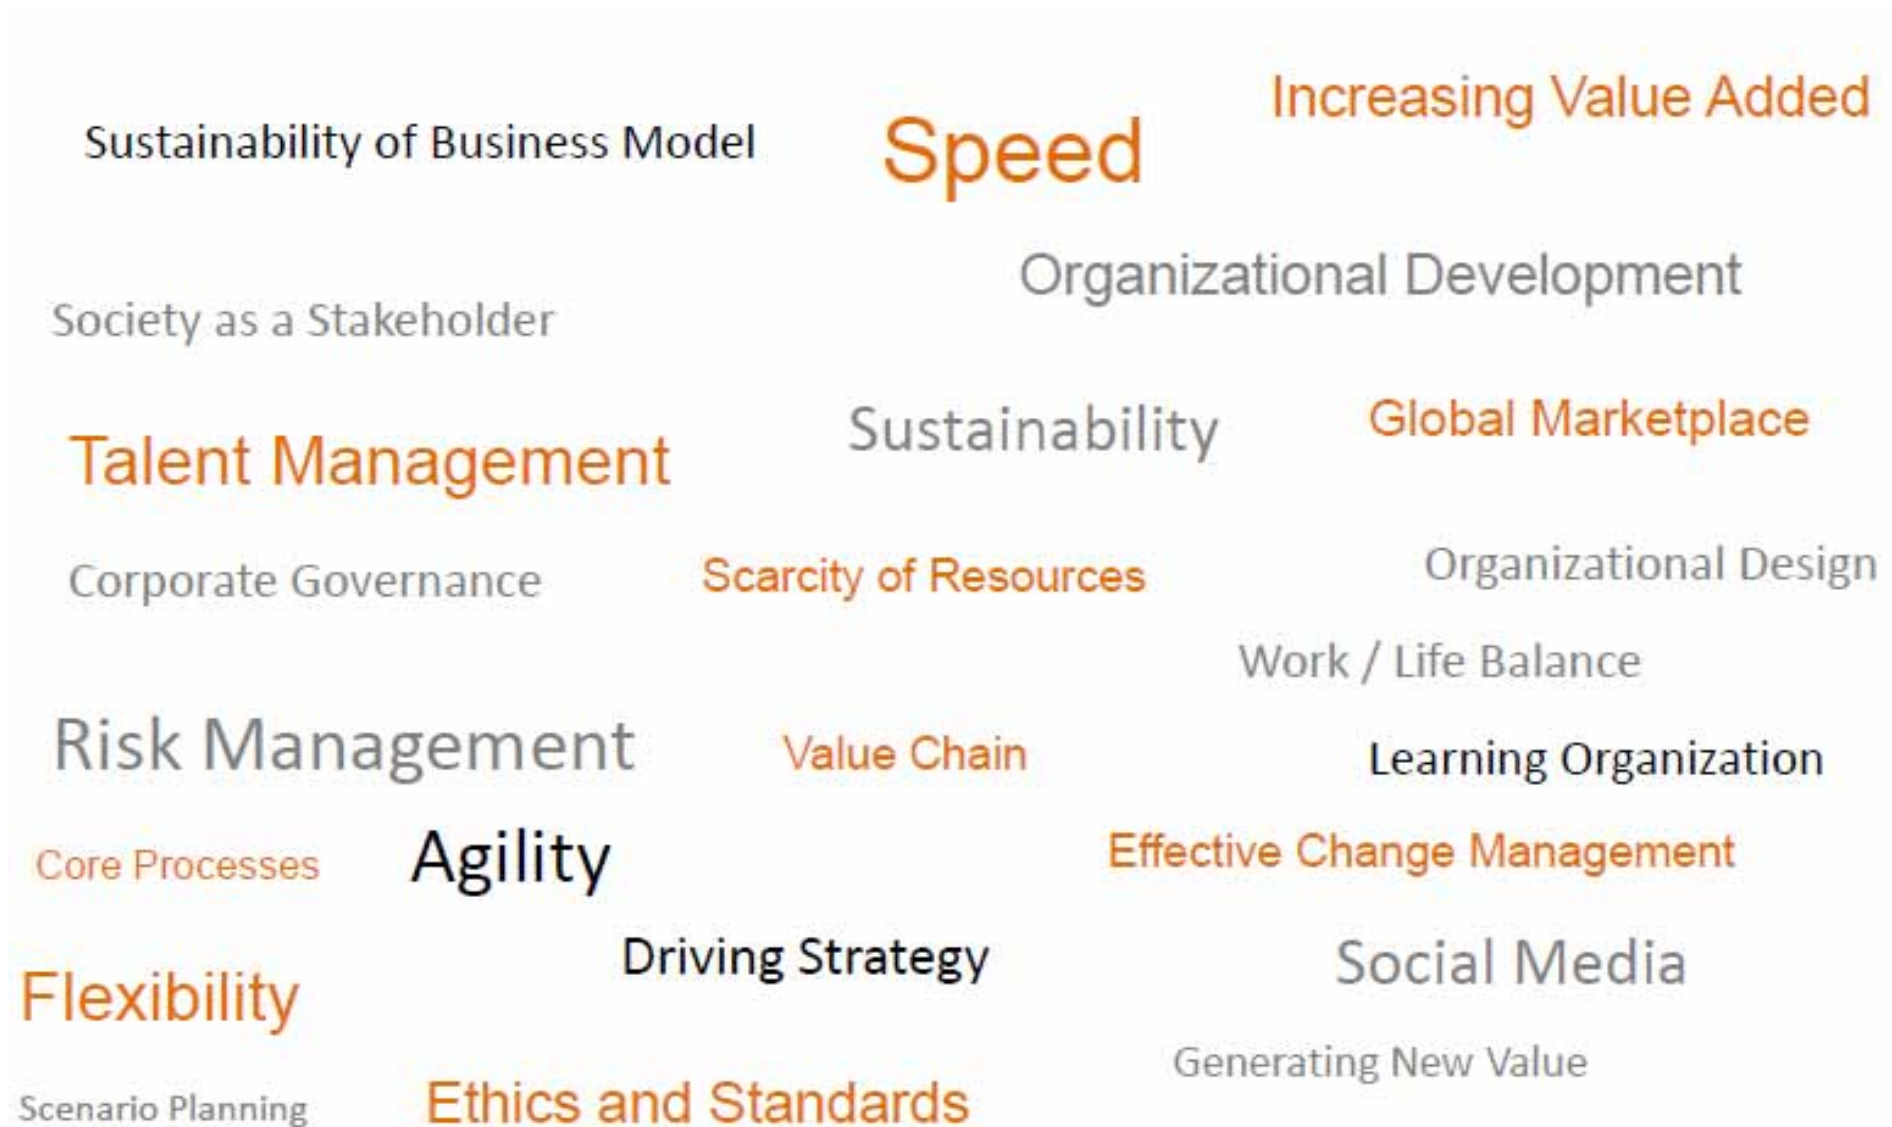 Increasing Value Added
Sustainability of Business Model
Speed
Organizational Development
Society as a Stakeholder
Sustainability
Global Marketplace
Talent Management
Corporate Governance
Scarcity of Resources
Organizational Design
Work / Life Balance
Risk Management
Value Chain
Learning Organization
Core Processes
Agility
Effective Change Management
Driving Strategy
Social Media
Flexibility
Generating New Value
Scenario Planning
Ethics and Standards